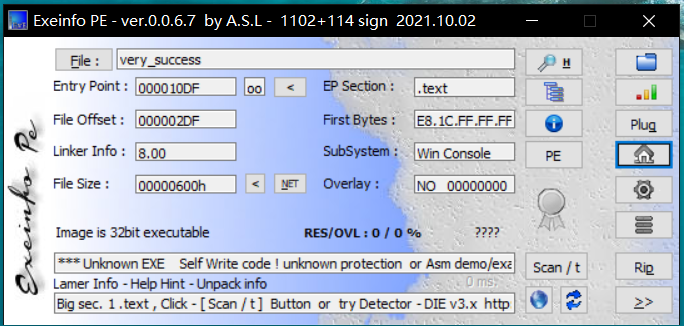 Exeinfo PE - ver.0.0.6.7  by A.S.L -  1102+114 sign  2021.10.02
File :
very_success
H
Entry Point :
000010DF
oo
<
EP Section :
.text
File Offset :
000002DF
First Bytes :
E8.1C.FF.FF.FF
Plug
Linker Info :
8.00
SubSystem :
Win Console
PE
File Size :
00000600h
<
NET
Overlay :
NO   00000000
Image is 32bit executable
RES/OVL : 0 / 0 %
????
Exeinfo Pe
*** Unknown EXE    Self Write code ! unknown protection  or Asm demo/exa
Scan / t
Rip
Lamer Info - Help Hint - Unpack info
0 ms.
Big sec. 1 .text , Click - [ Scan / t ]  Button  or  try Detector - DIE v3.x  http
>>